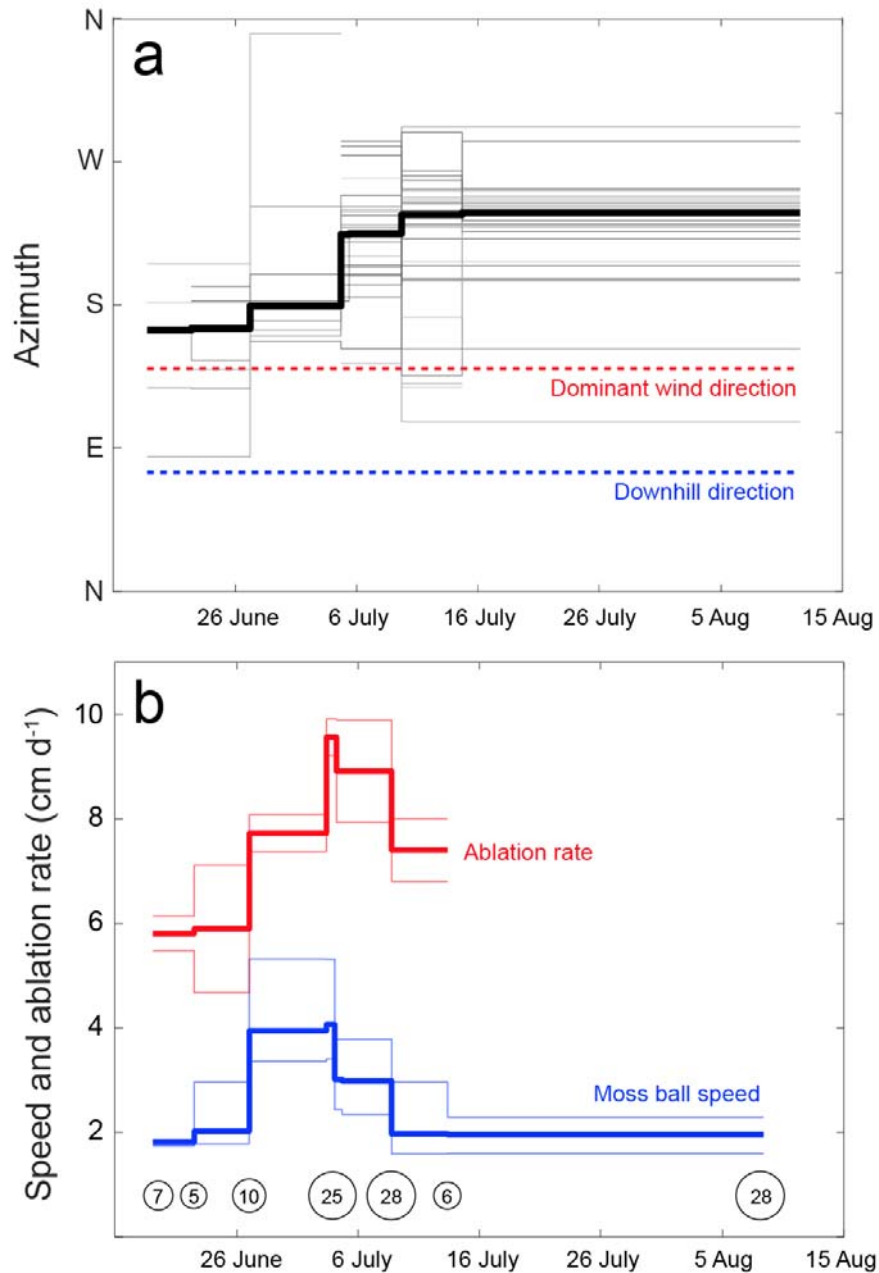 a
N
W
S
E
N
Azimuth
Dominant wind direction
Downhill direction
26 June 6 July 16 July 26 July 5 Aug 15 Aug
b
10
8
6
4
2
Speed and ablation rate (cm d⁻¹)
Ablation rate
Moss ball speed
7 5 10 25 28 6 28
26 June 6 July 16 July 26 July 5 Aug 15 Aug